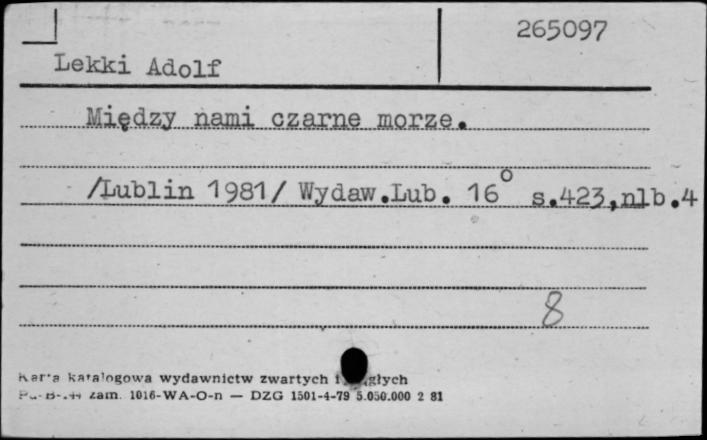 265097
Lekki Adolf
Między nami czarne morze.
/Lublin 1981/ Wydaw.Lub. 16° s.423,nlb.4
8
Karta katalogowa wydawnictw zwartych i
zam. 1016-WA-O-n — DZG 1501-4-79 5.050.000 2 81